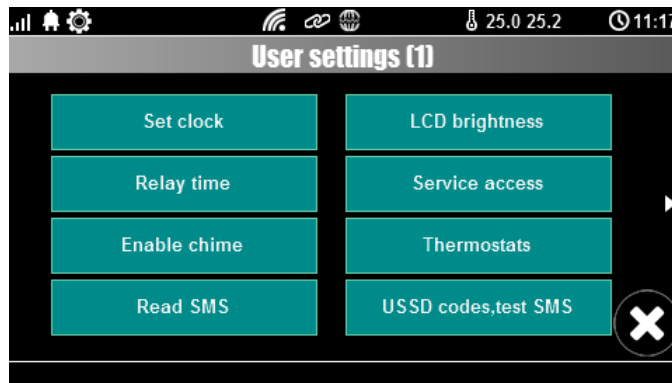 25.0 25.2 11:17
User settings (1)
Set clock
LCD brightness
Relay time
Service access
Enable chime
Thermostats
Read SMS
USSD codes,test SMS